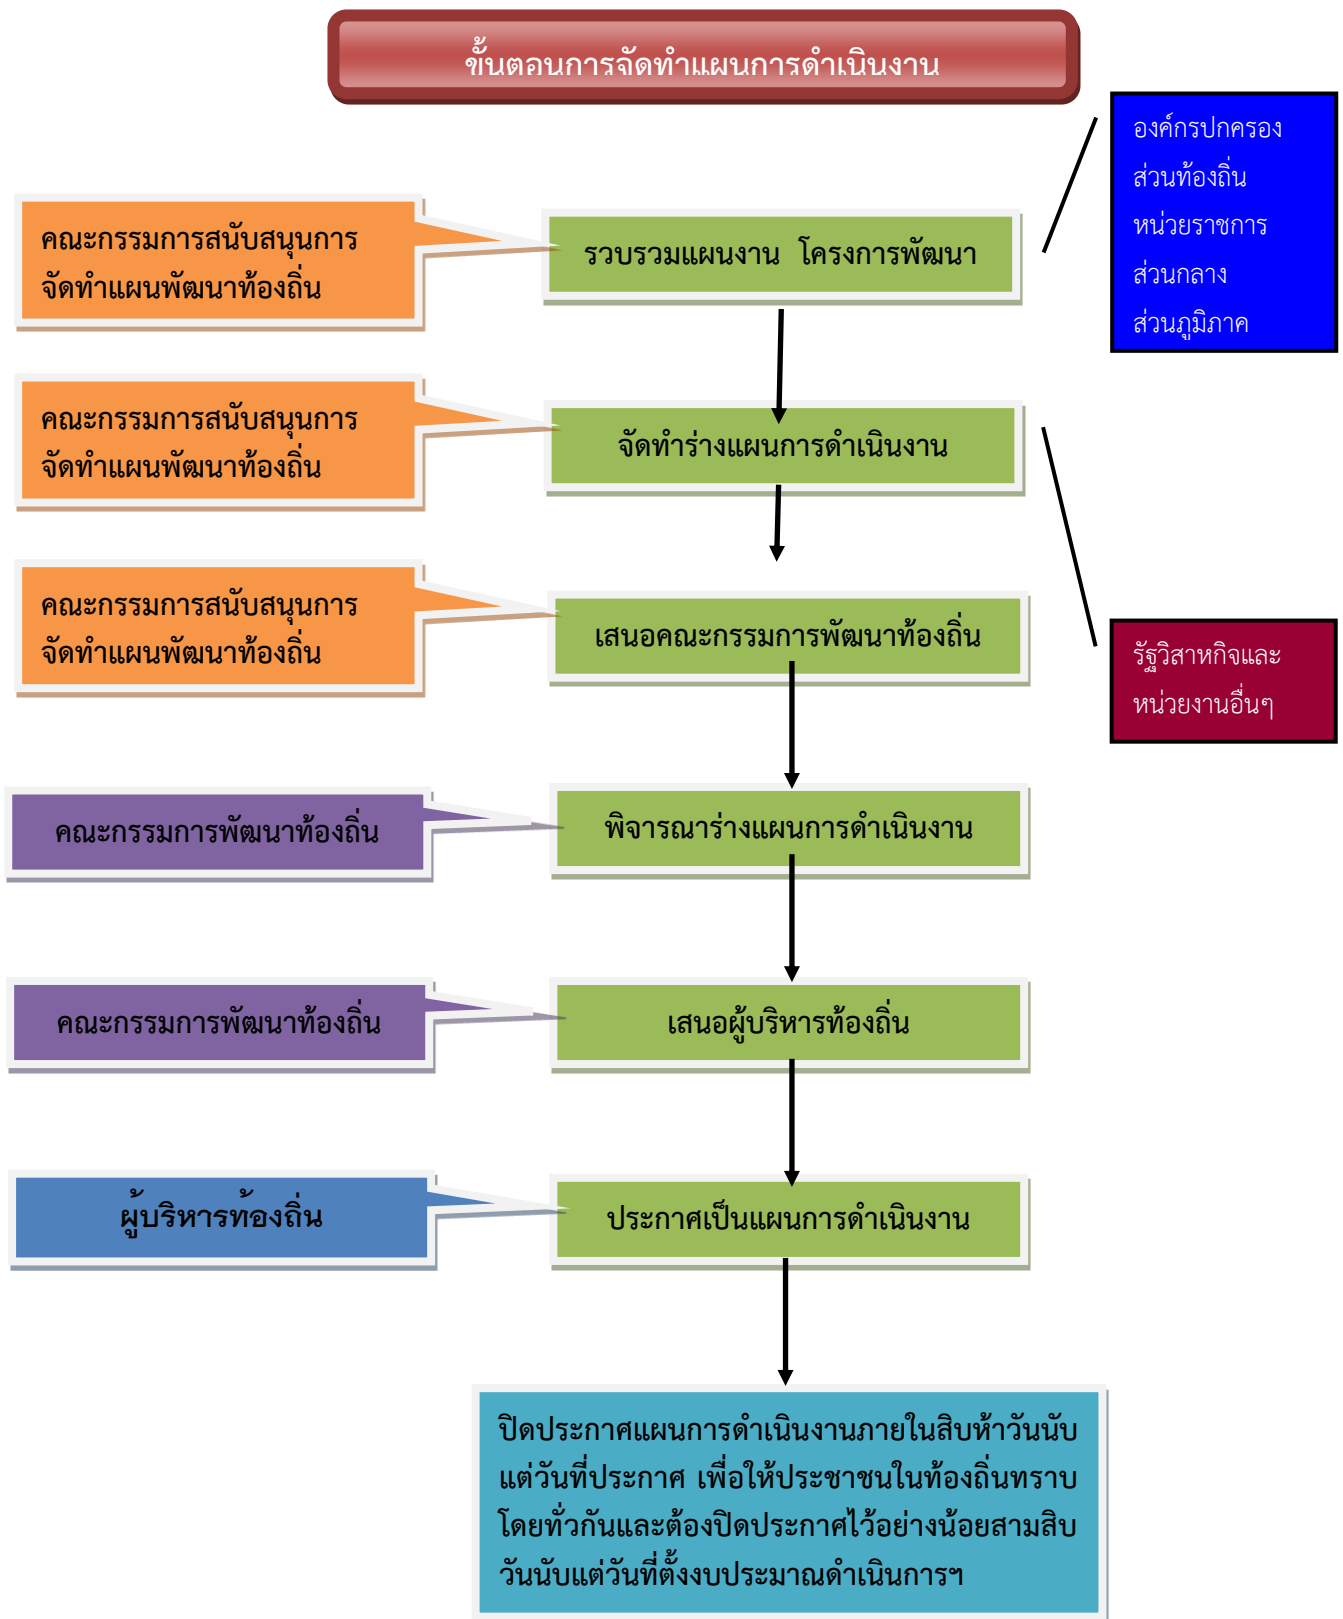 ขั้นตอนการจัดทำแผนการดำเนินงาน
องค์กรปกครอง
ส่วนท้องถิ่น
หน่วยราชการ
ส่วนกลาง
ส่วนภูมิภาค
คณะกรรมการสนับสนุนการ
จัดทำแผนพัฒนาท้องถิ่น
รวบรวมแผนงาน โครงการพัฒนา
คณะกรรมการสนับสนุนการ
จัดทำแผนพัฒนาท้องถิ่น
จัดทำร่างแผนการดำเนินงาน
คณะกรรมการสนับสนุนการ
จัดทำแผนพัฒนาท้องถิ่น
เสนอคณะกรรมการพัฒนาท้องถิ่น
รัฐวิสาหกิจและ
หน่วยงานอื่นๆ
คณะกรรมการพัฒนาท้องถิ่น
พิจารณาร่างแผนการดำเนินงาน
คณะกรรมการพัฒนาท้องถิ่น
เสนอผู้บริหารท้องถิ่น
ผู้บริหารท้องถิ่น
ประกาศเป็นแผนการดำเนินงาน
ปิดประกาศแผนการดำเนินงานภายในสิบห้าวันนับ
แต่วันที่ประกาศ เพื่อให้ประชาชนในท้องถิ่นทราบ
โดยทั่วกันและต้องปิดประกาศไว้อย่างน้อยสามสิบ
วันนับแต่วันที่ตั้งงบประมาณดำเนินการฯ